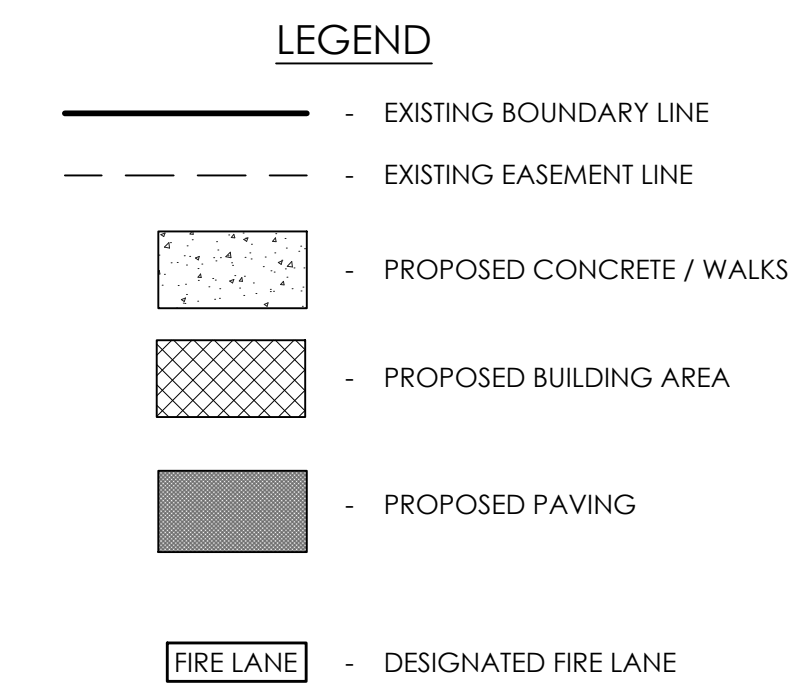 LEGEND
- EXISTING BOUNDARY LINE
- EXISTING EASEMENT LINE
- PROPOSED CONCRETE / WALKS
- PROPOSED BUILDING AREA
- PROPOSED PAVING
FIRE LANE - DESIGNATED FIRE LANE